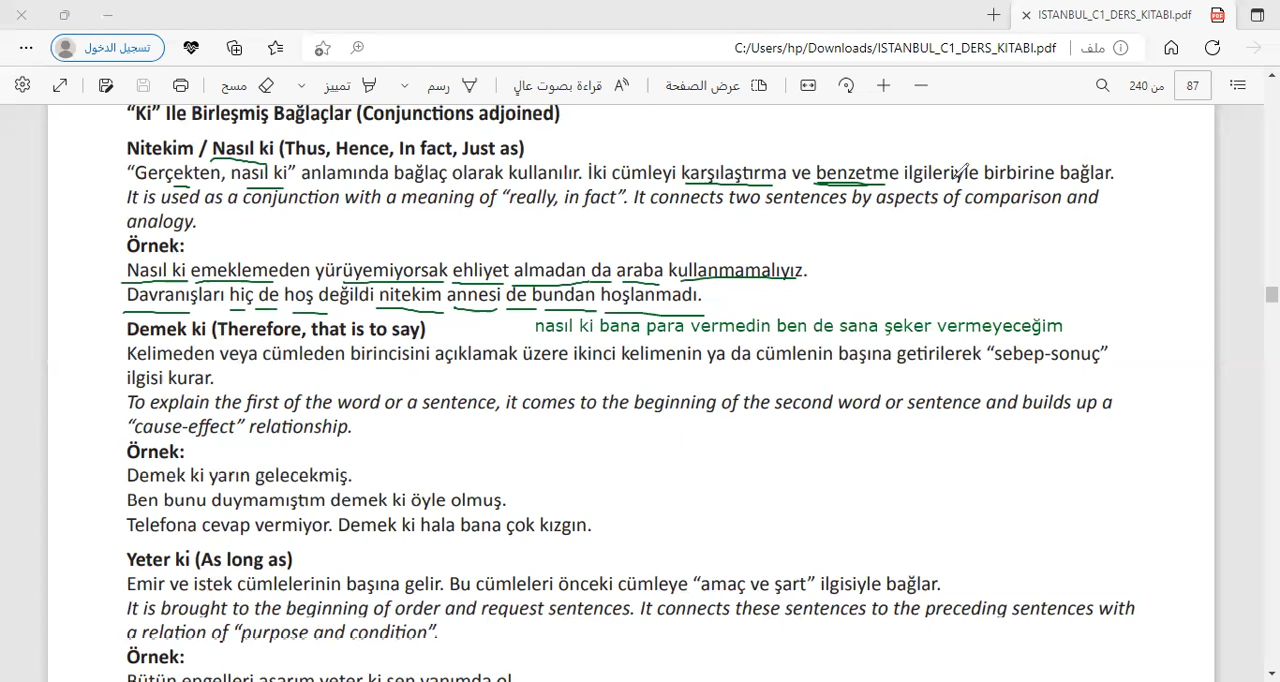 ISTANBUL_C1_DERS_KITABI.pdf
تسجيل الدخول
C:/Users/hp/Downloads/ISTANBUL_C1_DERS_KITABI.pdf
ملف
مسح
تمييز
رسم
قراءة بصوت عالٍ
عرض الصفحة
240 من
87
“Ki” Ile Birleşmiş Bağlaçlar (Conjunctions adjoined)
Nitekim / Nasıl ki (Thus, Hence, In fact, Just as)
“Gerçekten, nasıl ki” anlamında bağlaç olarak kullanılır. İki cümleyi karşılaştırma ve benzetme ilgileriyle birbirine bağlar.
It is used as a conjunction with a meaning of “really, in fact”. It connects two sentences by aspects of comparison and
analogy.
Örnek:
Nasıl ki emeklemeden yürüyemiyorsak ehliyet almadan da araba kullanmamalıyız.
Davranışları hiç de hoş değildi nitekim annesi de bundan hoşlanmadı.
Demek ki (Therefore, that is to say)
nasıl ki bana para vermedin ben de sana şeker vermeyeceğim
Kelimeden veya cümleden birincisini açıklamak üzere ikinci kelimenin ya da cümlenin başına getirilerek “sebep-sonuç”
ilgisi kurar.
To explain the first of the word or a sentence, it comes to the beginning of the second word or sentence and builds up a
“cause-effect” relationship.
Örnek:
Demek ki yarın gelecekmiş.
Ben bunu duymamıştım demek ki öyle olmuş.
Telefona cevap vermiyor. Demek ki hala bana çok kızgın.
Yeter ki (As long as)
Emir ve istek cümlelerinin başına gelir. Bu cümleleri önceki cümleye “amaç ve şart” ilgisiyle bağlar.
It is brought to the beginning of order and request sentences. It connects these sentences to the preceding sentences with
a relation of “purpose and condition”.
Örnek:
Bütün engelleri aşarım yeter ki sen yanımda ol.